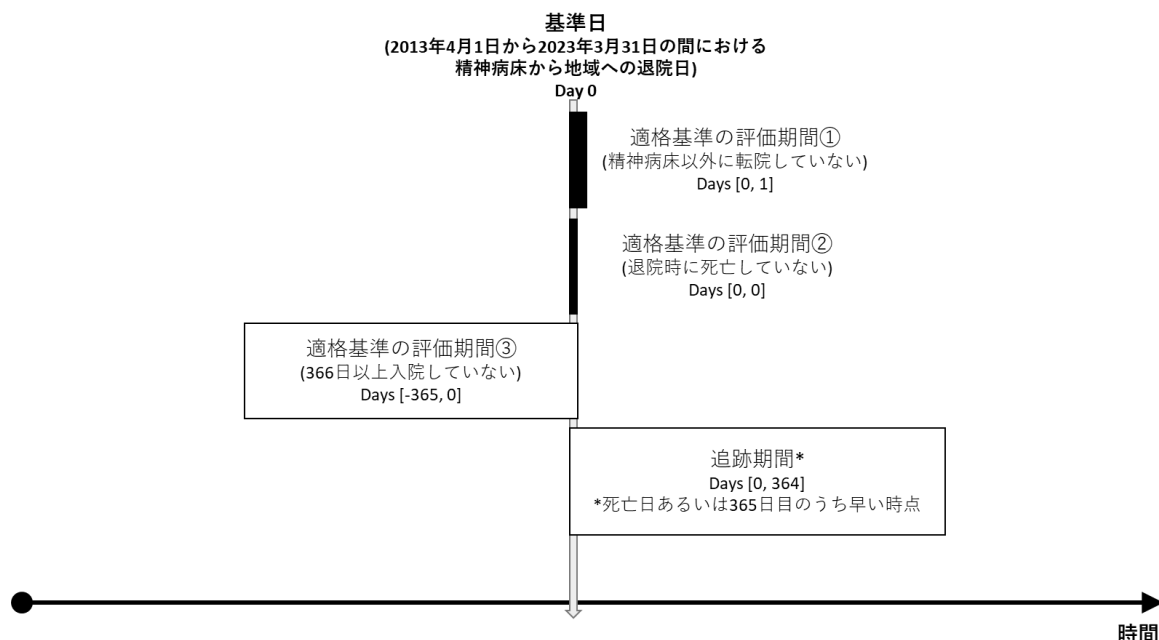 基準日
(2013年4月1日から2023年3月31日の間における
精神病床から地域への退院日)
Day 0
適格基準の評価期間①
(精神病床以外に転院していない)
Days [0, 1]
適格基準の評価期間②
(退院時に死亡していない)
Days [0, 0]
適格基準の評価期間③
(366日以上入院していない)
Days [-365, 0]
追跡期間*
Days [0, 364]
*死亡日あるいは365日目のうち早い時点
時間